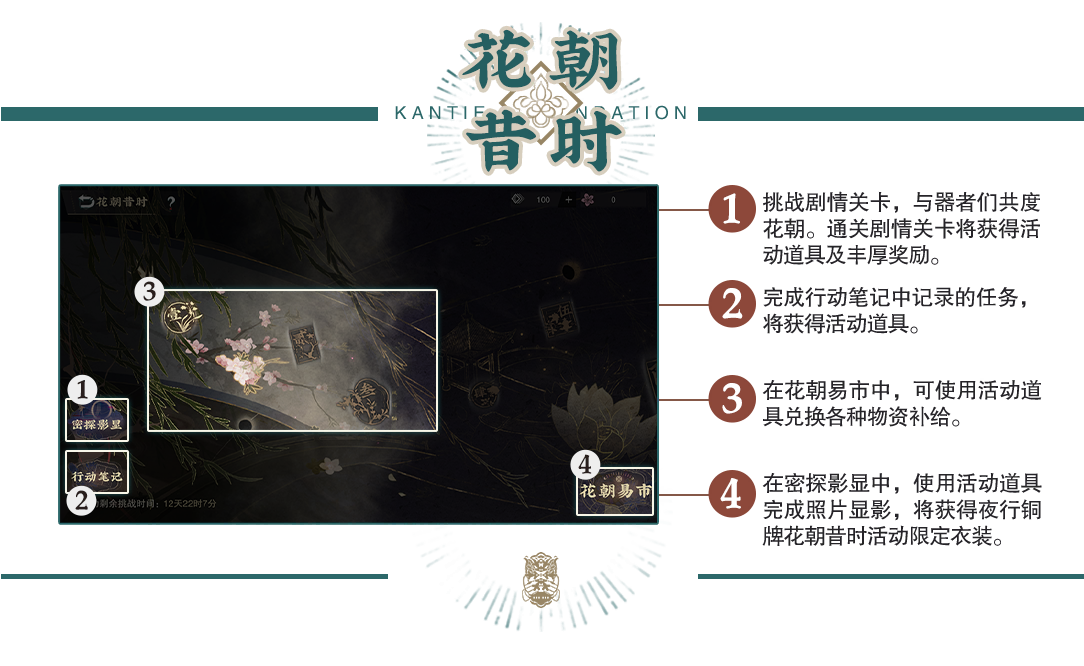 花朝
KANTIE NDATION
昔时
花朝昔时 ?
100 + 0
3
壹
贰
叁
伍
1
密探影显
行动笔记
2
剩余挑战时间：12天22时7分
4
花朝易市
1 挑战剧情关卡，与器者们共度
花朝。通关剧情关卡将获得活
动道具及丰厚奖励。
2 完成行动笔记中记录的任务，
将获得活动道具。
3 在花朝易市中，可使用活动道
具兑换各种物资补给。
4 在密探影显中，使用活动道具
完成照片显影，将获得夜行铜
牌花朝昔时活动限定衣装。